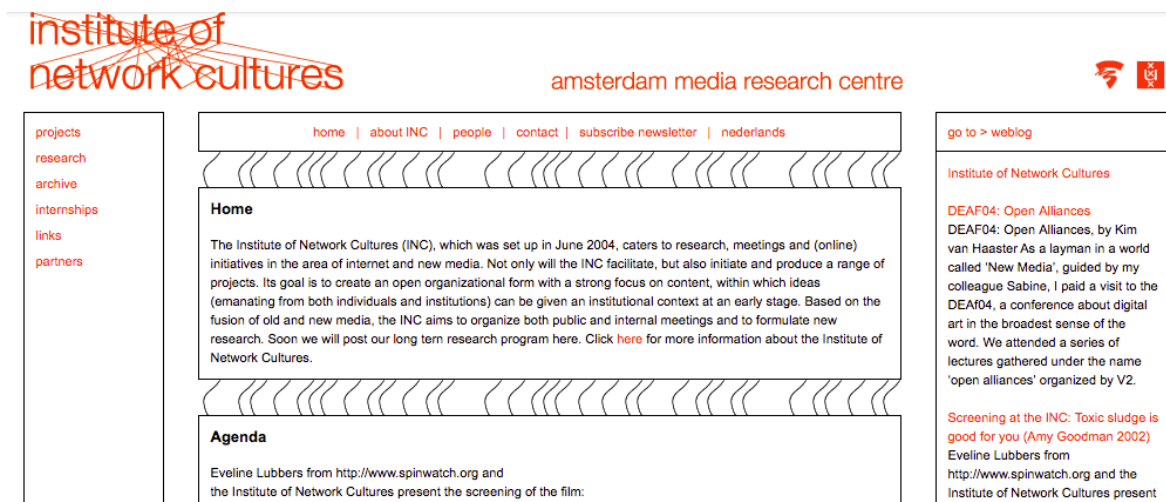 institute of
network cultures
amsterdam media research centre
projects
research
archive
internships
links
partners
home | about INC | people | contact | subscribe newsletter | nederlands
Home
The Institute of Network Cultures (INC), which was set up in June 2004, caters to research, meetings and (online)
initiatives in the area of internet and new media. Not only will the INC facilitate, but also initiate and produce a range of
projects. Its goal is to create an open organizational form with a strong focus on content, within which ideas
(emanating from both individuals and institutions) can be given an institutional context at an early stage. Based on the
fusion of old and new media, the INC aims to organize both public and internal meetings and to formulate new
research. Soon we will post our long tern research program here. Click here for more information about the Institute of
Network Cultures.
Agenda
Eveline Lubbers from http://www.spinwatch.org and
the Institute of Network Cultures present the screening of the film:
go to > weblog
Institute of Network Cultures
DEAF04: Open Alliances
DEAF04: Open Alliances, by Kim
van Haaster As a layman in a world
called 'New Media', guided by my
colleague Sabine, I paid a visit to the
DEAf04, a conference about digital
art in the broadest sense of the
word. We attended a series of
lectures gathered under the name
'open alliances' organized by V2.
Screening at the INC: Toxic sludge is
good for you (Amy Goodman 2002)
Eveline Lubbers from
http://www.spinwatch.org and the
Institute of Network Cultures present